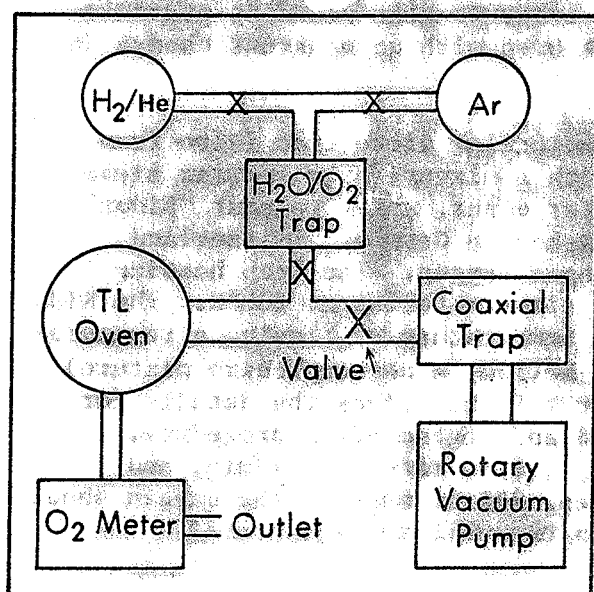 H₂/He
Ar
H₂O/O₂
Trap
TL
Oven
Coaxial
Trap
Valve
Rotary
Vacuum
Pump
O₂ Meter
Outlet